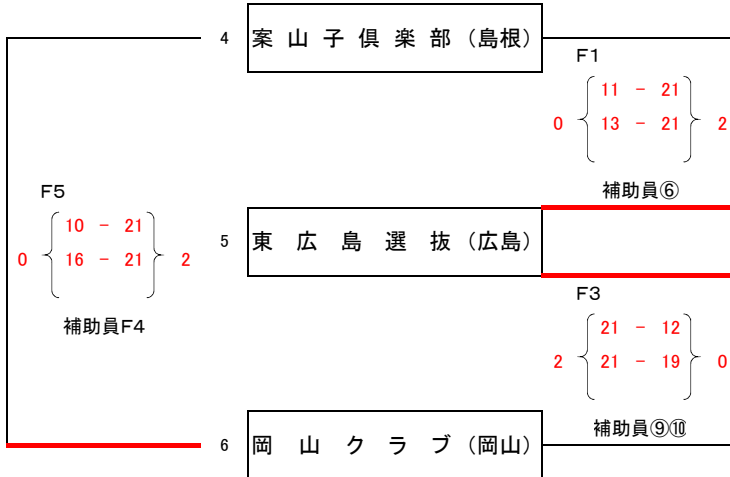 4 案山子倶楽部（島根）
F1
11 - 21
0 13 - 21 2
補助員⑥
F5
10 - 21
0 16 - 21 2
補助員F4
5 東広島選抜（広島）
F3
21 - 12
2 21 - 19 0
補助員⑨⑩
6 岡山クラブ（岡山）